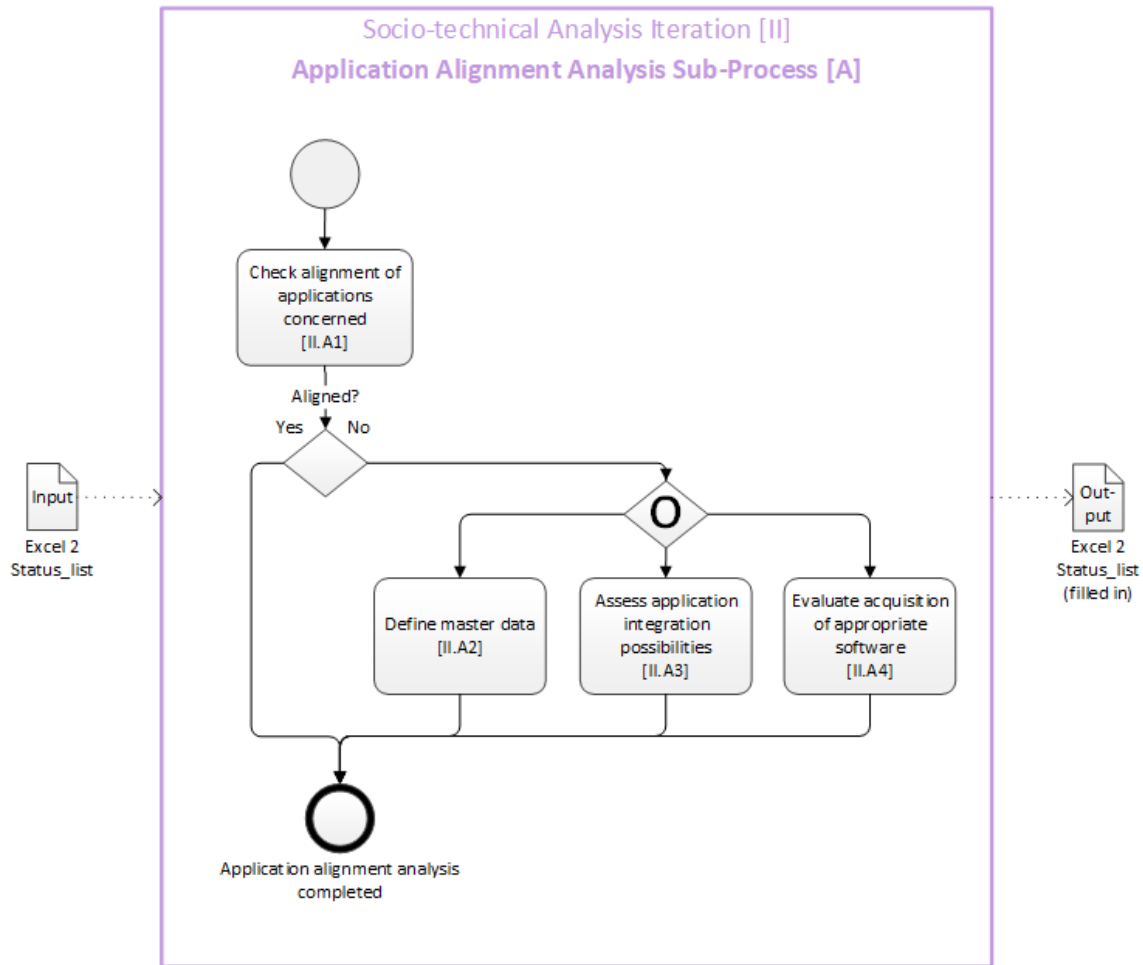 Socio-technical Analysis Iteration [II]
Application Alignment Analysis Sub-Process [A]
Check alignment of
applications
concerned
[II.A1]
Aligned?
Yes
No
Input
Excel 2
Status_list
O
Define master data
[II.A2]
Assess application
integration
possibilities
[II.A3]
Evaluate acquisition
of appropriate
software
[II.A4]
Out-
put
Excel 2
Status_list
(filled in)
Application alignment analysis
completed